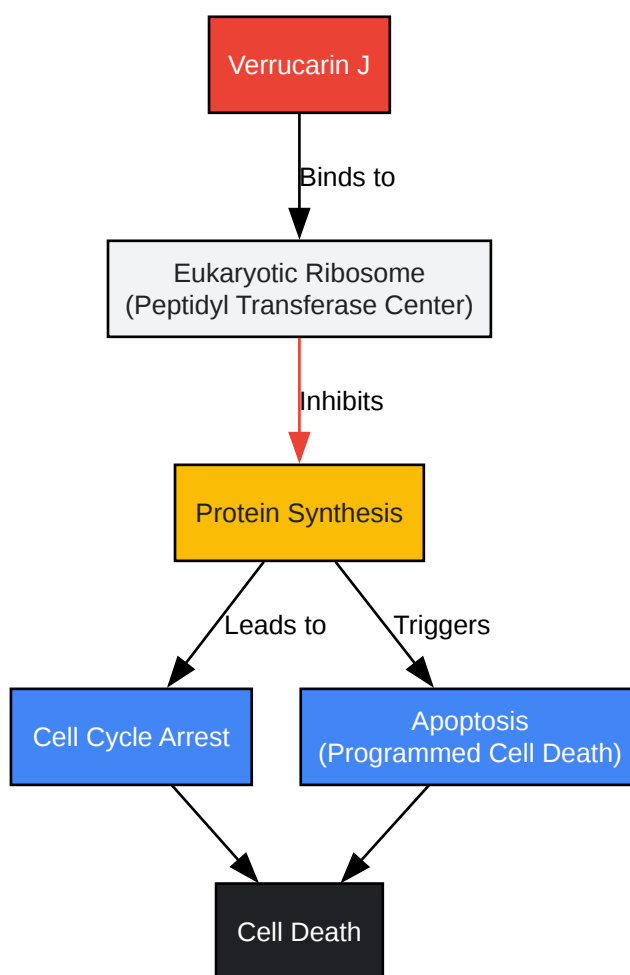 Verrucarin J
Binds to
Eukaryotic Ribosome
(Peptidyl Transferase Center)
Inhibits
Protein Synthesis
Leads to
Triggers
Cell Cycle Arrest
Apoptosis
(Programmed Cell Death)
Cell Death